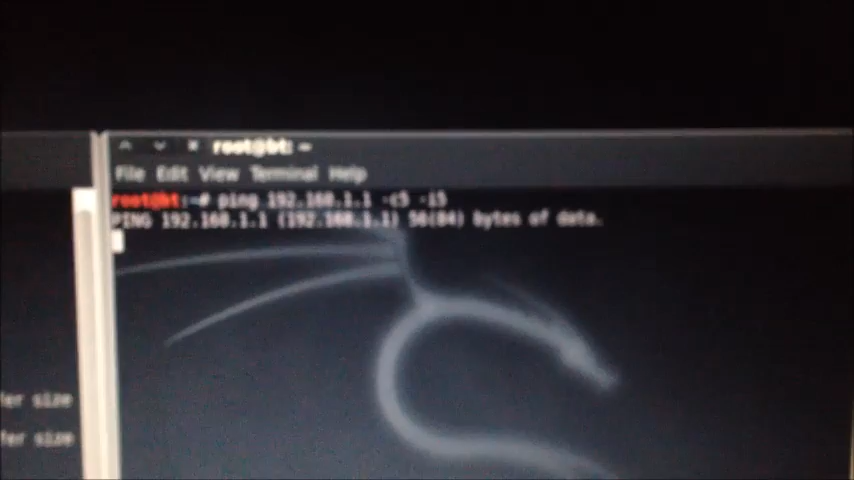 root@bt: ~
File Edit View Terminal Help
root@bt:~# ping 192.168.1.1 -c5 -i5
PING 192.168.1.1 (192.168.1.1) 56(84) bytes of data.
fer size
fer size